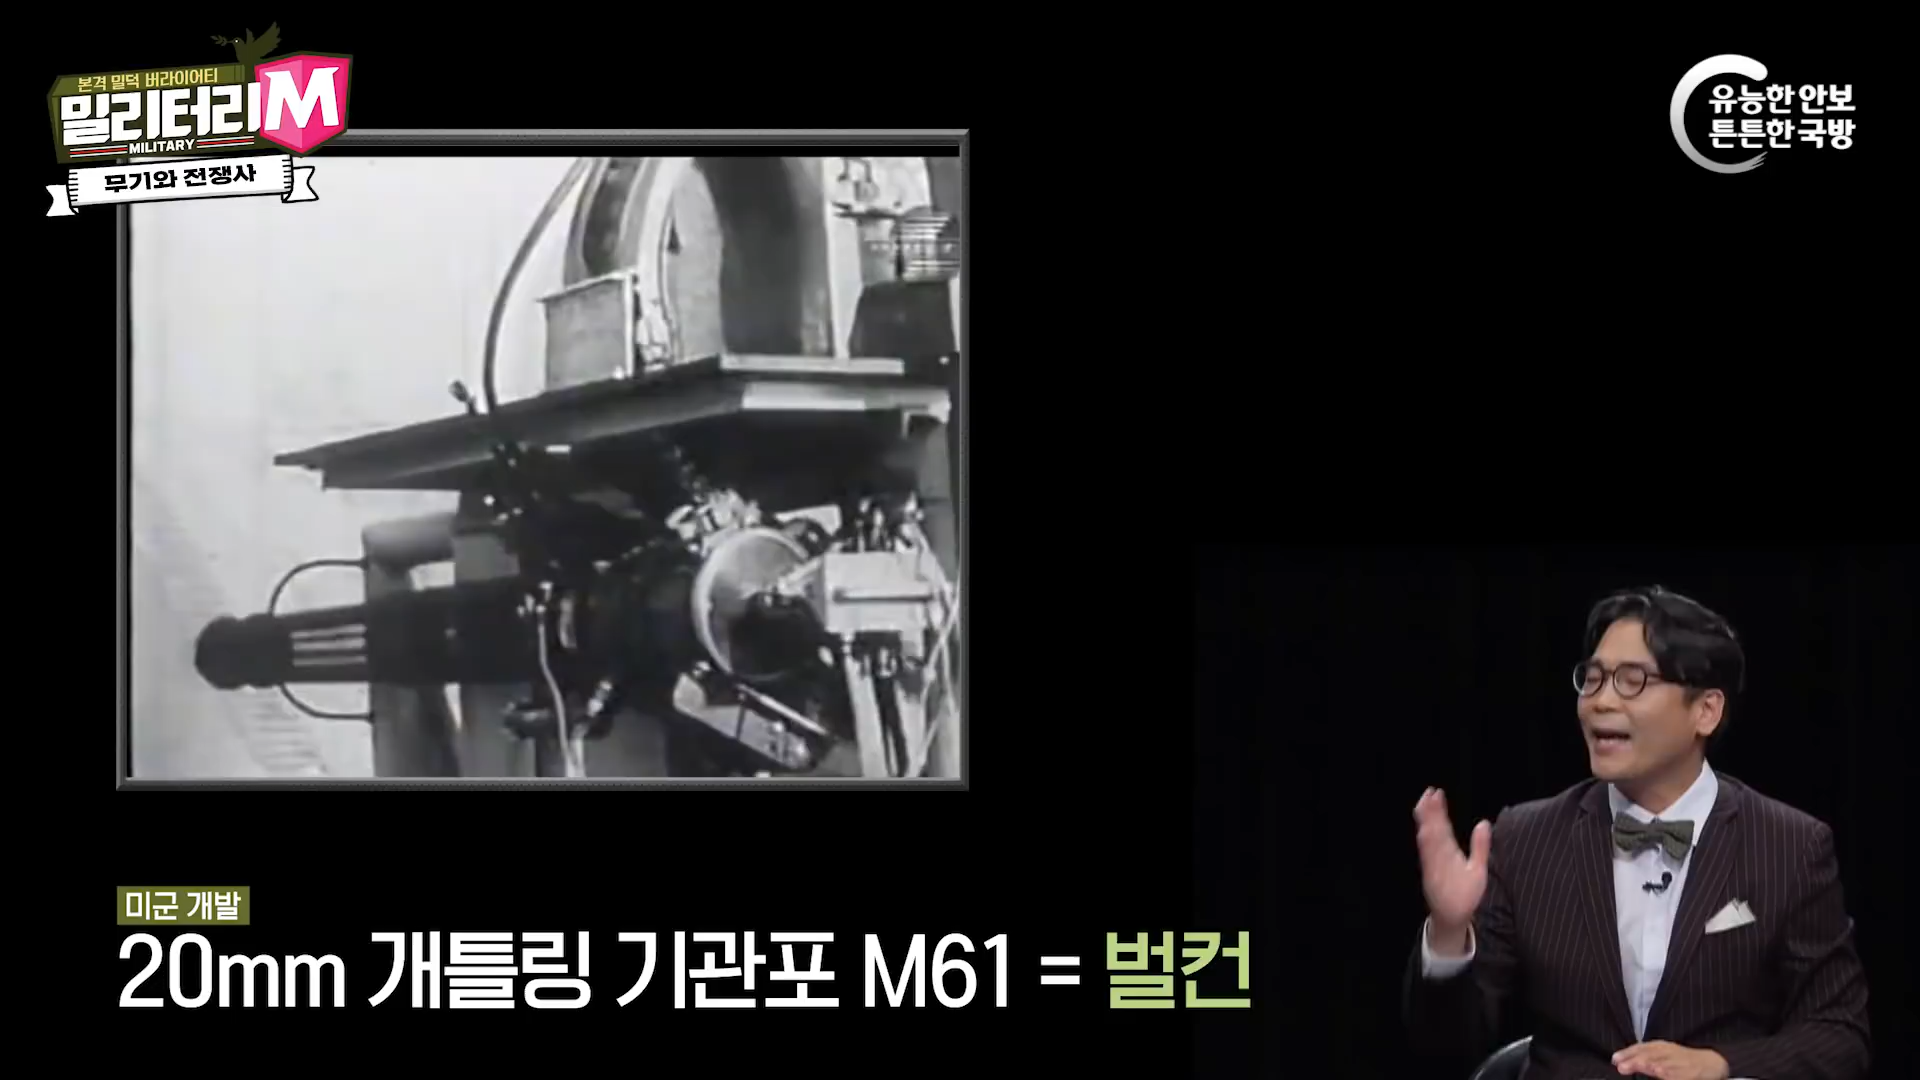 본격 밀덕 버라이어티
밀리터리M
MILITARY
무기와 전쟁사
유능한 안보
튼튼한 국방
미군 개발
20mm 개틀링 기관포 M61 = 벌컨